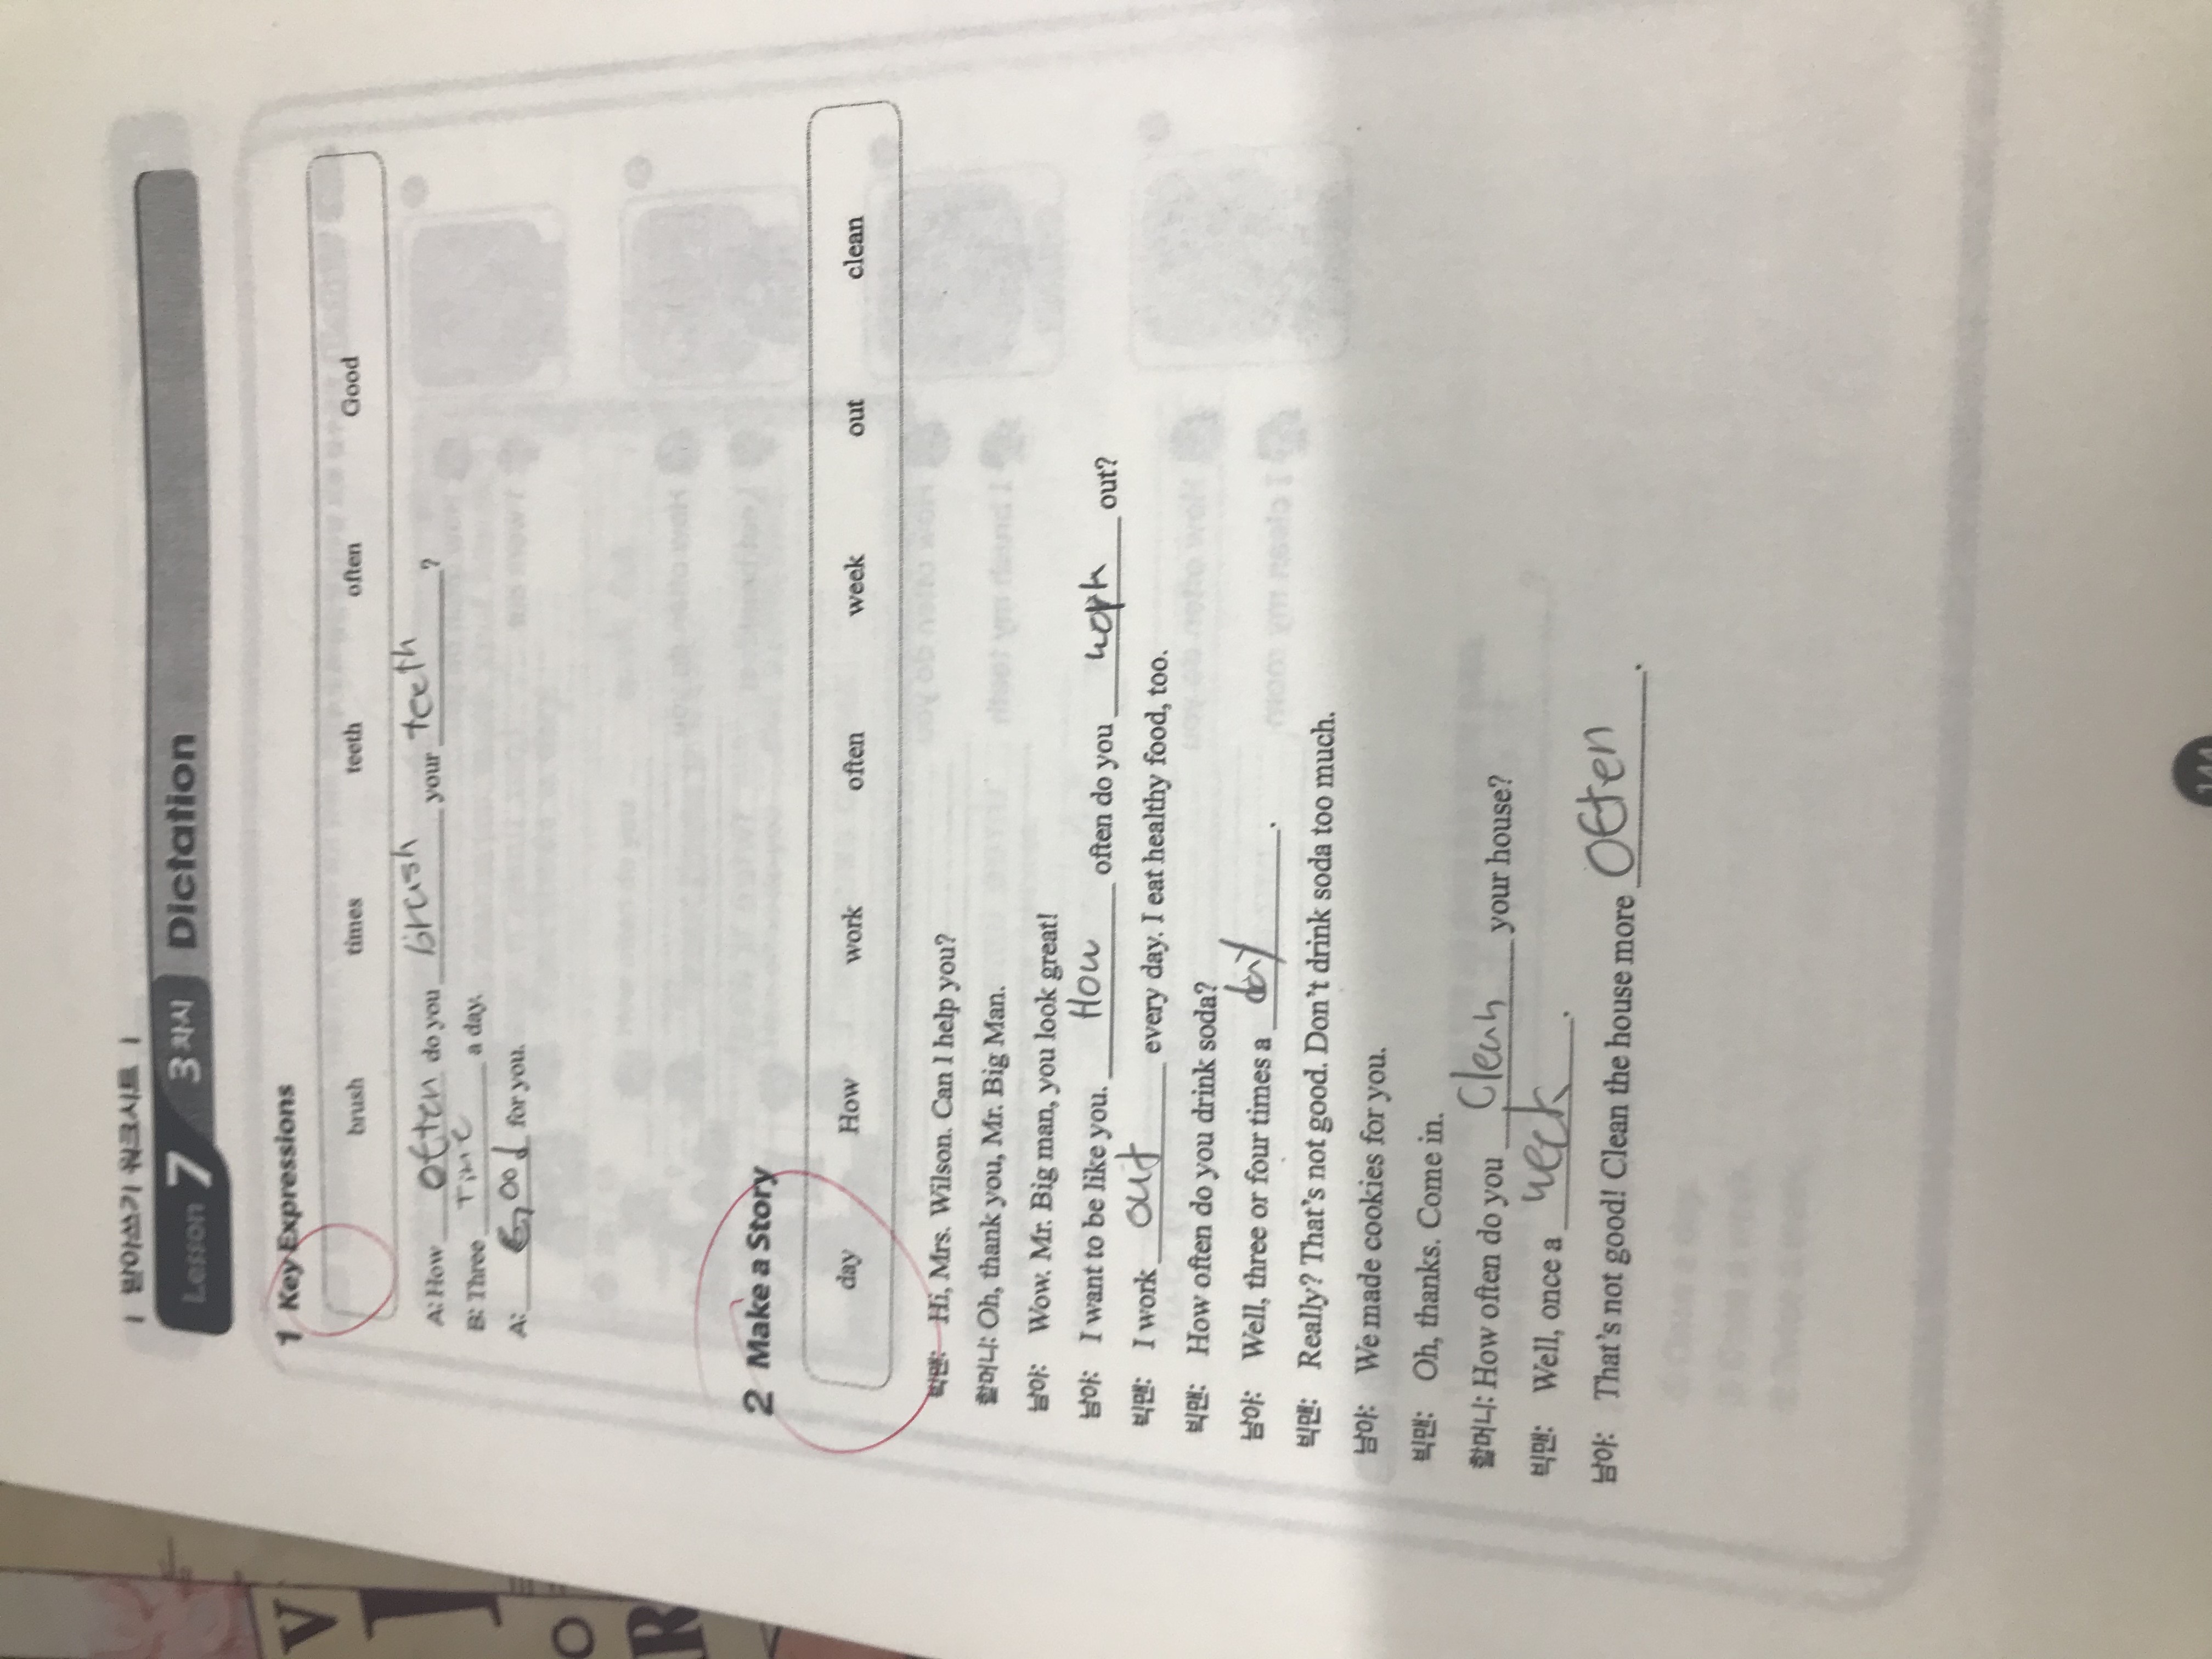 | 받아쓰기 워크시트 |
Lesson 7 3차시 Dictation
1 Key Expressions
brush times teeth often Good
A: How often do you brush your teeth?
B: Three Time a day.
A: Good for you.
2 Make a Story
day How work often week out clean
빅맨: Hi, Mrs. Wilson. Can I help you?
할머니: Oh, thank you, Mr. Big Man.
남아: Wow. Mr. Big man, you look great!
남아: I want to be like you. How often do you work out?
빅맨: I work out every day. I eat healthy food, too.
빅맨: How often do you drink soda?
남아: Well, three or four times a day.
빅맨: Really? That's not good. Don't drink soda too much.
남아: We made cookies for you.
빅맨: Oh, thanks. Come in.
할머니: How often do you Clean your house?
빅맨: Well, once a week.
남아: That's not good! Clean the house more often.
144
V
O
R